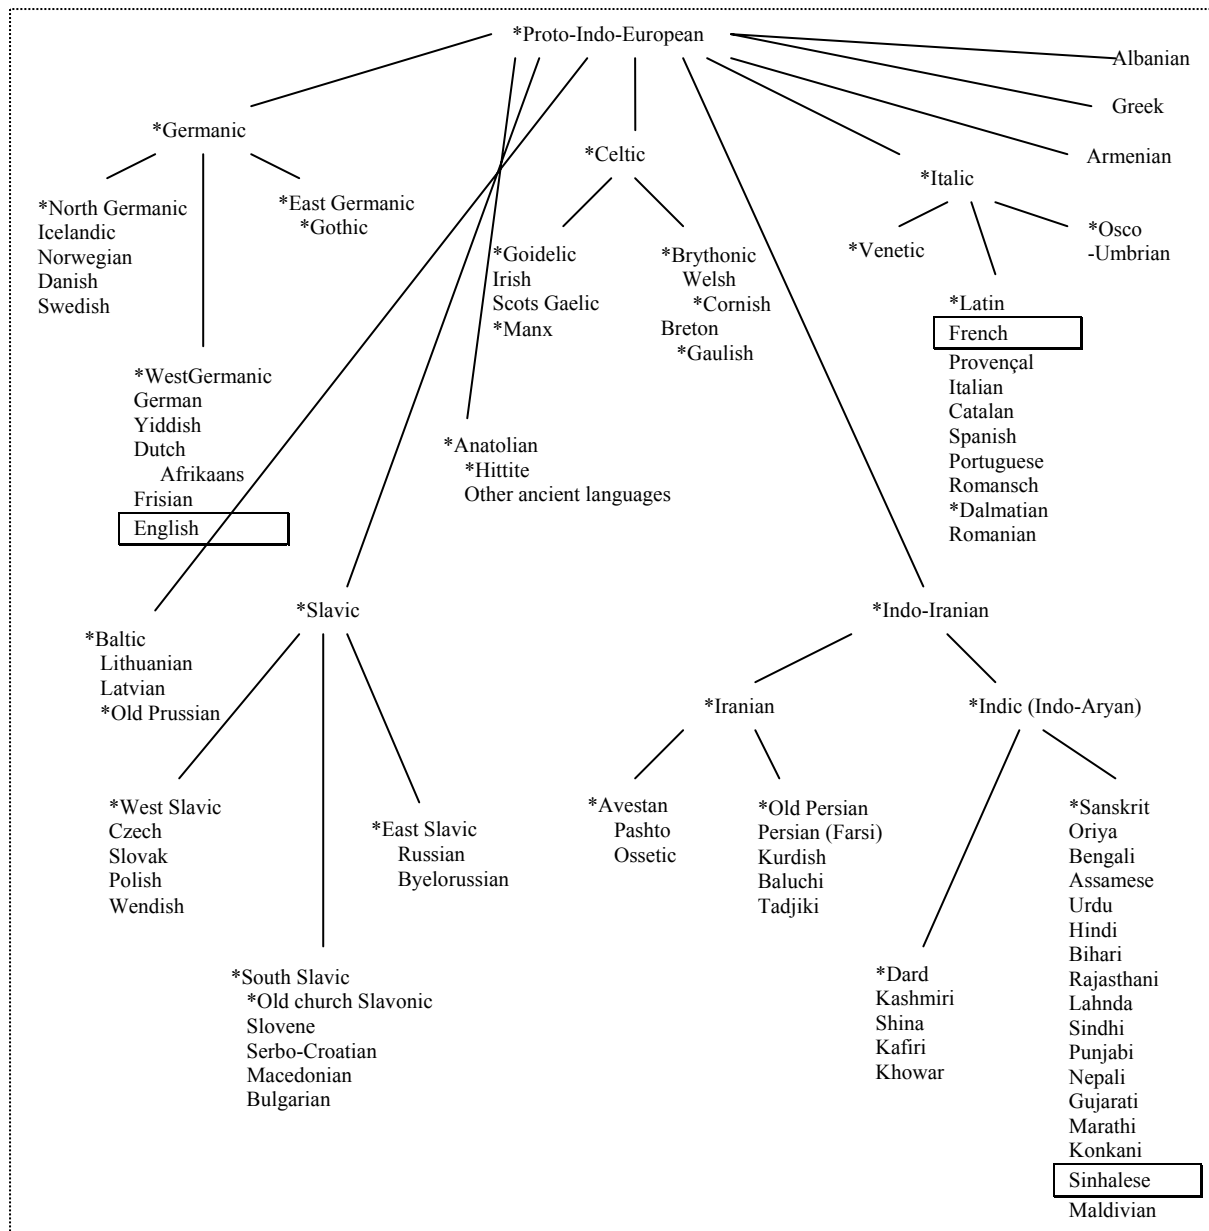 *Proto-Indo-European
Albanian
Greek
Armenian
*Germanic
*North Germanic
Icelandic
Norwegian
Danish
Swedish
*East Germanic
*Gothic
*WestGermanic
German
Yiddish
Dutch
Afrikaans
Frisian
English
*Celtic
*Goidelic
Irish
Scots Gaelic
*Manx
*Brythonic
Welsh
*Cornish
Breton
*Gaulish
*Italic
*Venetic
*Osco
-Umbrian
*Latin
French
Provençal
Italian
Catalan
Spanish
Portuguese
Romansch
*Dalmatian
Romanian
*Anatolian
*Hittite
Other ancient languages
*Baltic
Lithuanian
Latvian
*Old Prussian
*Slavic
*West Slavic
Czech
Slovak
Polish
Wendish
*East Slavic
Russian
Byelorussian
*South Slavic
*Old church Slavonic
Slovene
Serbo-Croatian
Macedonian
Bulgarian
*Indo-Iranian
*Iranian
*Avestan
Pashto
Ossetic
*Old Persian
Persian (Farsi)
Kurdish
Baluchi
Tadjiki
*Indic (Indo-Aryan)
*Dard
Kashmiri
Shina
Kafiri
Khowar
*Sanskrit
Oriya
Bengali
Assamese
Urdu
Hindi
Bihari
Rajasthani
Lahnda
Sindhi
Punjabi
Nepali
Gujarati
Marathi
Konkani
Sinhalese
Maldivian